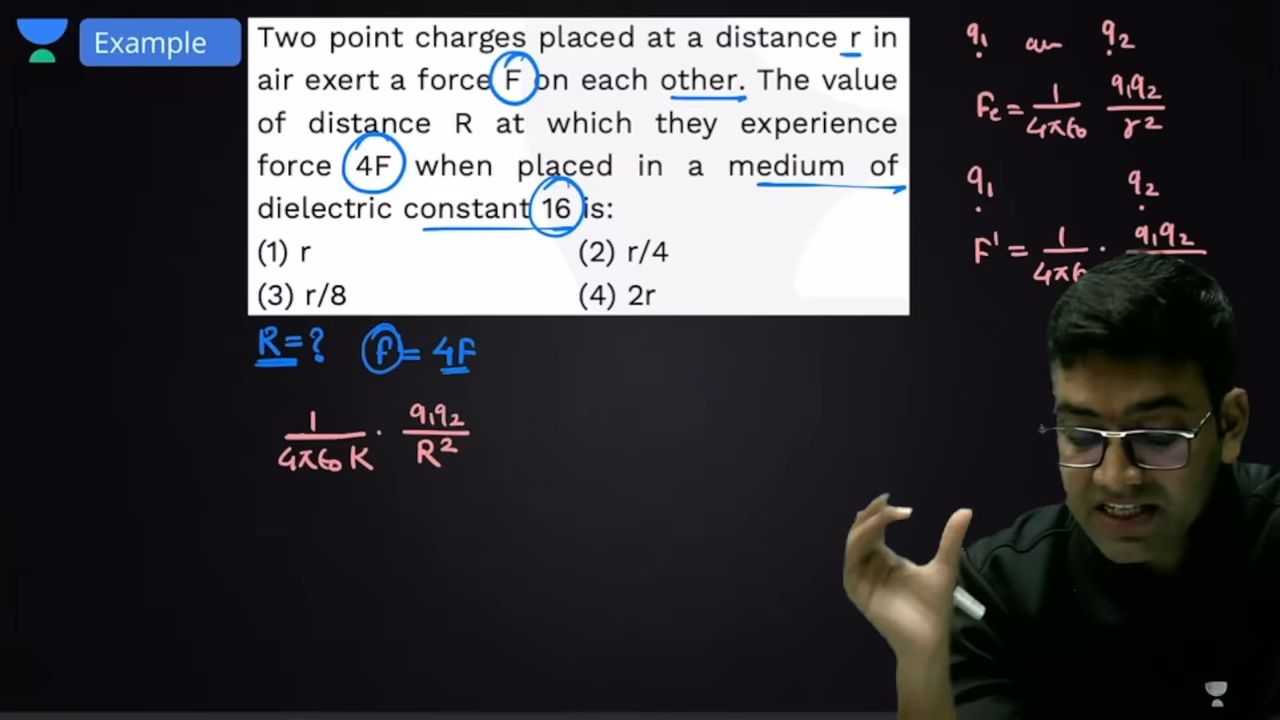 Example
Two point charges placed at a distance r in
air exert a force F on each other. The value
of distance R at which they experience
force 4F when placed in a medium of
dielectric constant 16 is:
(1) r (2) r/4
(3) r/8 (4) 2r
R = ? f = 4F
1/4πε₀K · q₁q₂/R²
q₁ air q₂
Fe = 1/4πε₀ q₁q₂/r²
q₁ q₂
F' = 1/4πε · q₁q₂